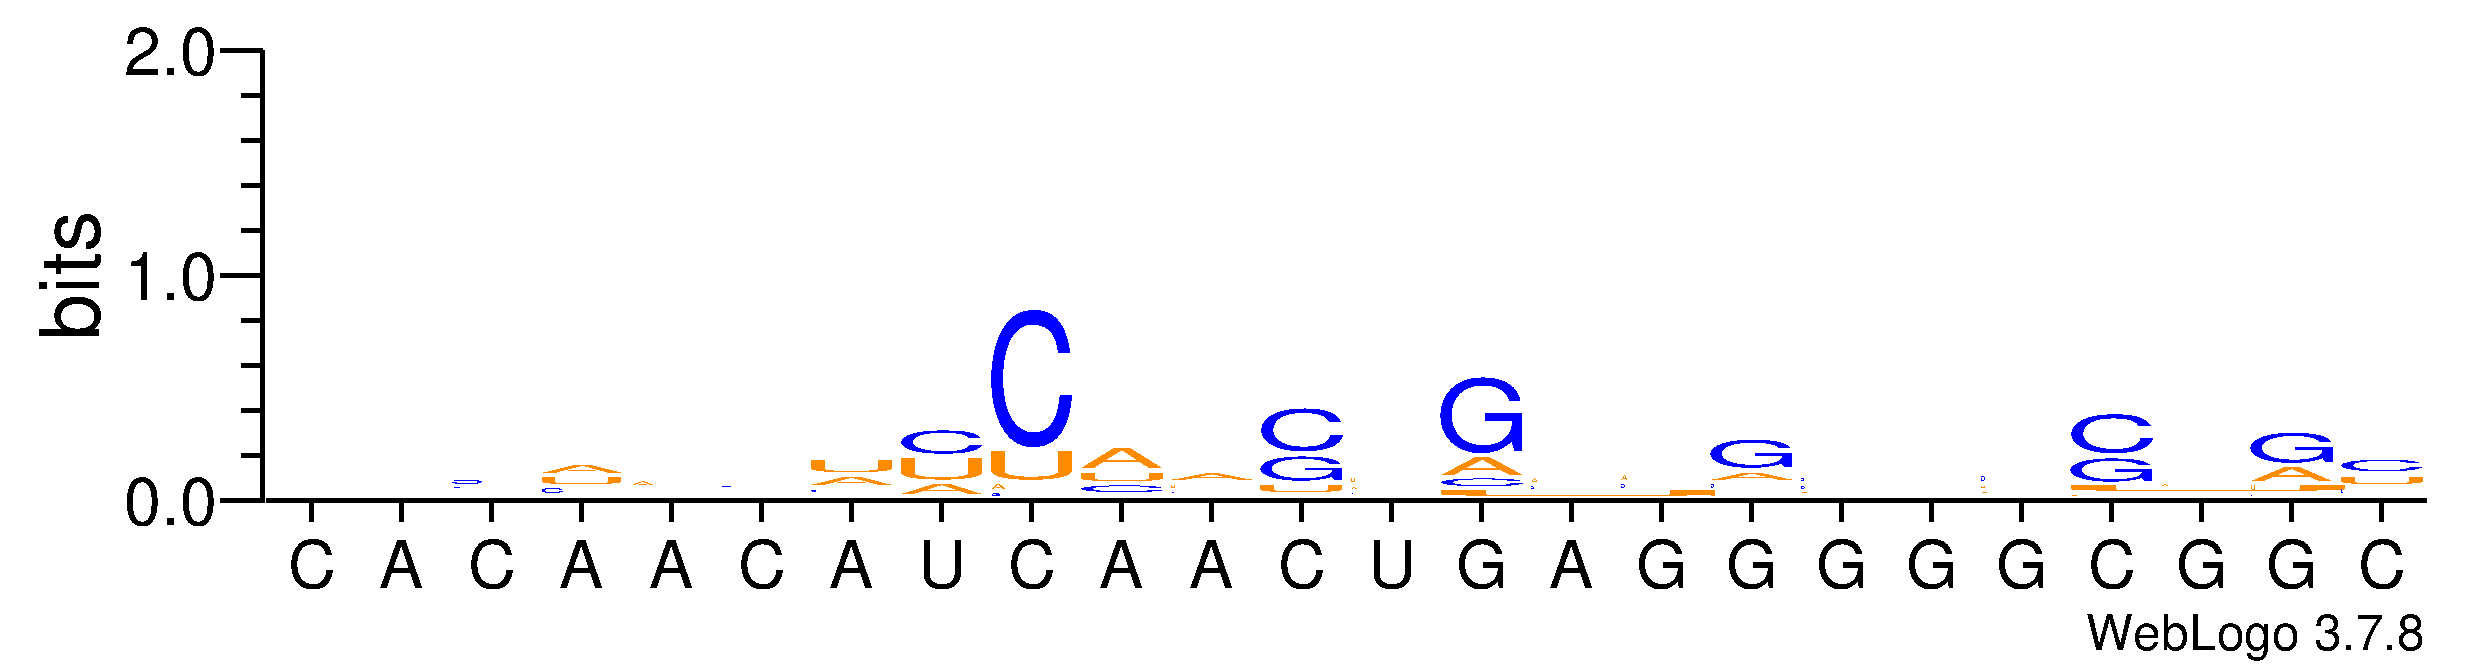 2.0
bits
1.0
0.0
C A C A A C A U C A A C U G A G G G G G C G G C
WebLogo 3.7.8